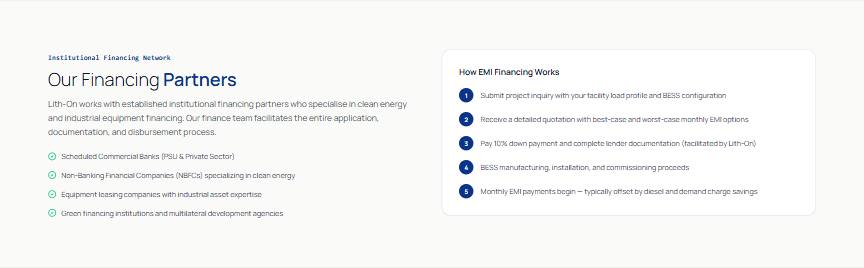 Institutional Financing Network
Our Financing Partners
Lith-On works with established institutional financing partners who specialise in clean energy
and industrial equipment financing. Our finance team facilitates the entire application,
documentation, and disbursement process.
Scheduled Commercial Banks (PSU & Private Sector)
Non-Banking Financial Companies (NBFCs) specializing in clean energy
Equipment leasing companies with industrial asset expertise
Green financing institutions and multilateral development agencies
How EMI Financing Works
1 Submit project inquiry with your facility load profile and BESS configuration
2 Receive a detailed quotation with best-case and worst-case monthly EMI options
3 Pay 10% down payment and complete lender documentation (facilitated by Lith-On)
4 BESS manufacturing, installation, and commissioning proceeds
5 Monthly EMI payments begin — typically offset by diesel and demand charge savings